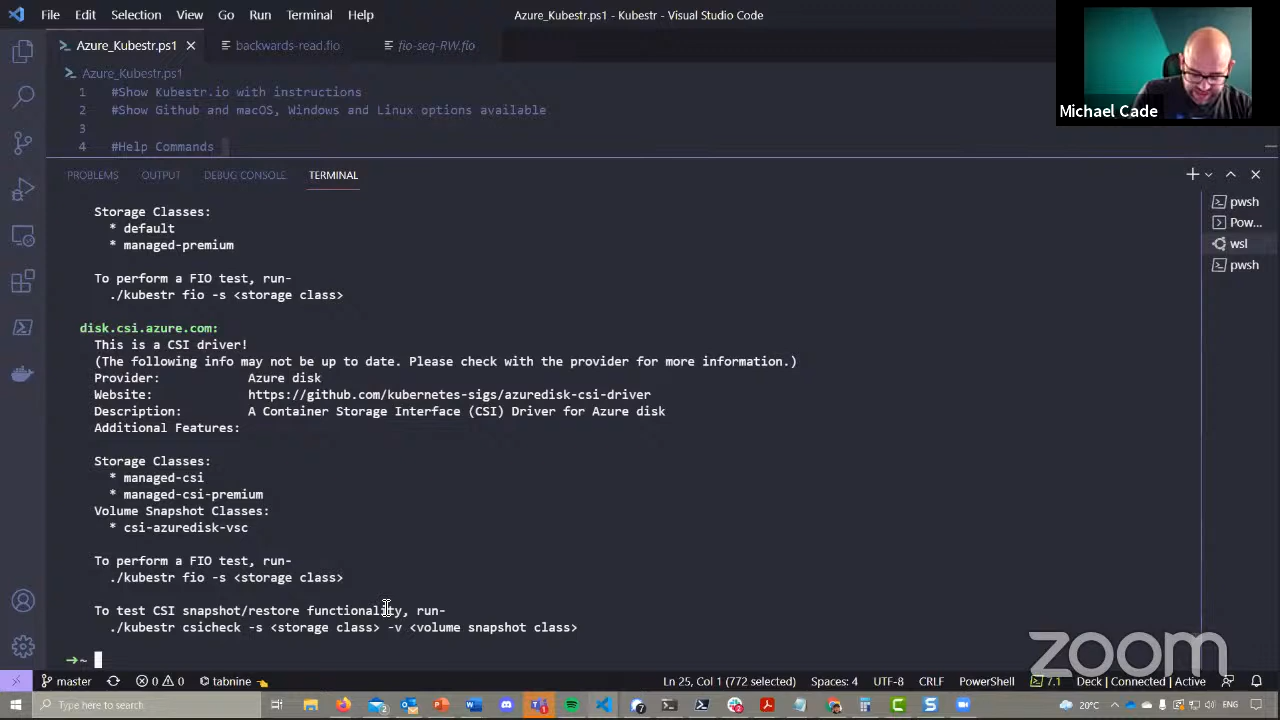 File Edit Selection View Go Run Terminal Help
Azure_Kubestr.ps1 - Kubestr - Visual Studio Code
Azure_Kubestr.ps1
backwards-read.fio
fio-seq-RW.fio
Azure_Kubestr.ps1
1 #Show Kubestr.io with instructions
2 #Show Github and macOS, Windows and Linux options available
3
4 #Help Commands
Michael Cade
PROBLEMS OUTPUT DEBUG CONSOLE TERMINAL
pwsh
Pow...
wsl
pwsh
Storage Classes:
* default
* managed-premium
To perform a FIO test, run-
./kubestr fio -s <storage class>
disk.csi.azure.com:
This is a CSI driver!
(The following info may not be up to date. Please check with the provider for more information.)
Provider: Azure disk
Website: https://github.com/kubernetes-sigs/azuredisk-csi-driver
Description: A Container Storage Interface (CSI) Driver for Azure disk
Additional Features:
Storage Classes:
* managed-csi
* managed-csi-premium
Volume Snapshot Classes:
* csi-azuredisk-vsc
To perform a FIO test, run-
./kubestr fio -s <storage class>
To test CSI snapshot/restore functionality, run-
./kubestr csicheck -s <storage class> -v <volume snapshot class>
→~
zoom
master 0 0 tabnine Ln 25, Col 1 (772 selected) Spaces: 4 UTF-8 CRLF PowerShell 7.1 Deck | Connected | Active
Type here to search
20°C ENG